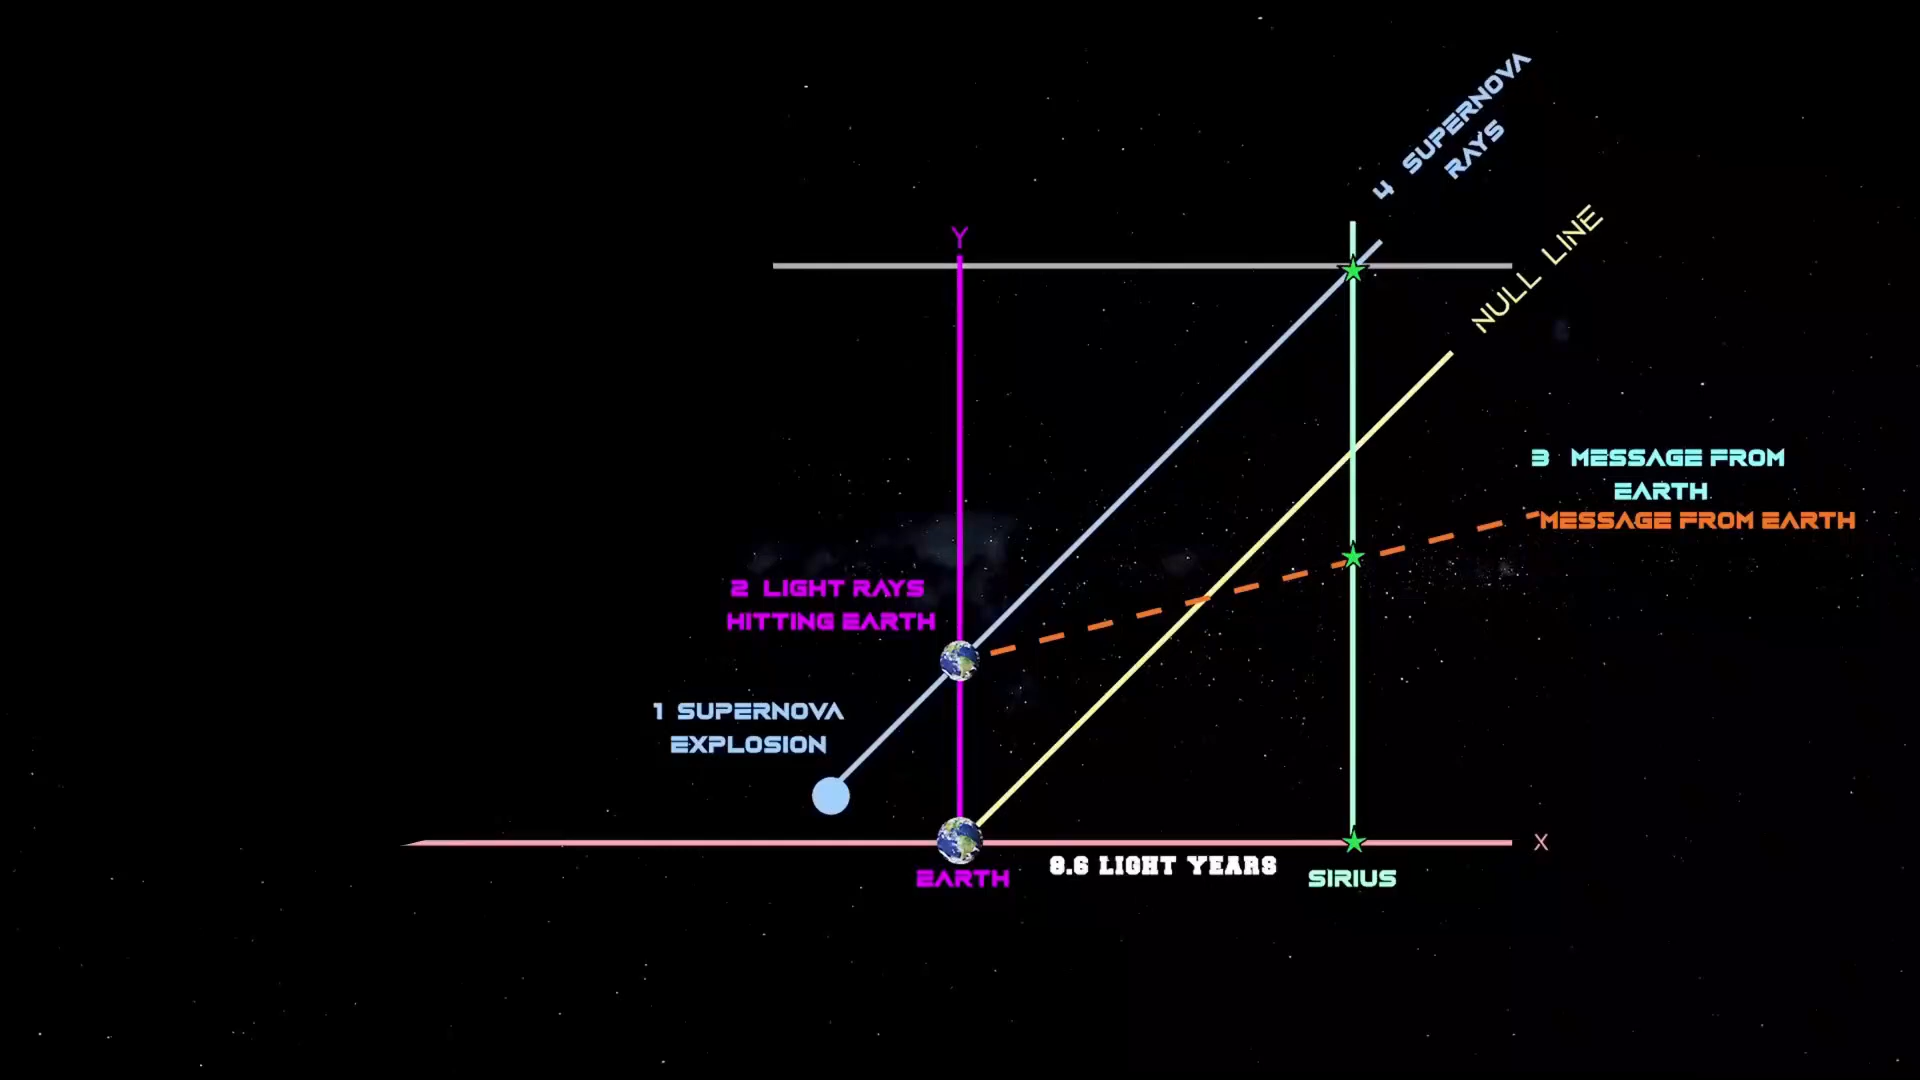 4 SUPERNOVA
RAYS
NULL LINE
Y
3 MESSAGE FROM
EARTH
MESSAGE FROM EARTH
2 LIGHT RAYS
HITTING EARTH
1 SUPERNOVA
EXPLOSION
X
8.6 LIGHT YEARS
EARTH
SIRIUS